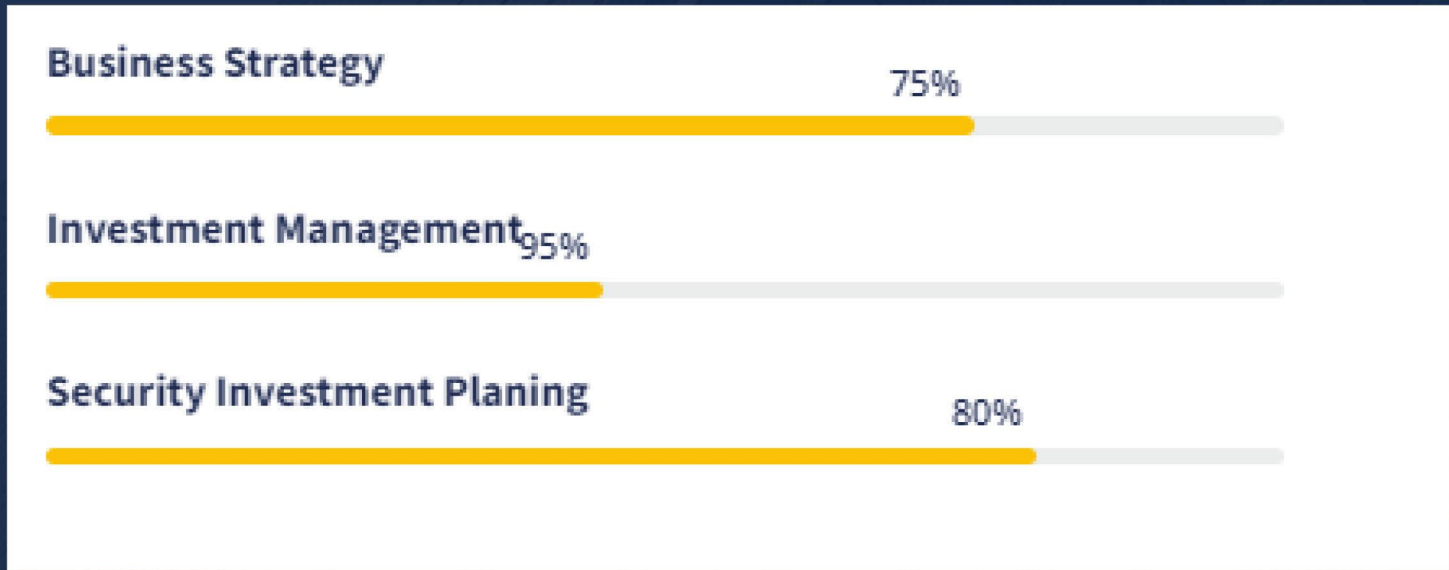 Business Strategy
75%
Investment Management
95%
Security Investment Planing
80%